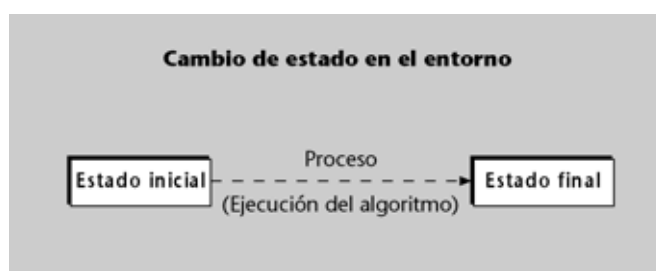 Cambio de estado en el entorno
Proceso
Estado inicial
Estado final
(Ejecución del algoritmo)